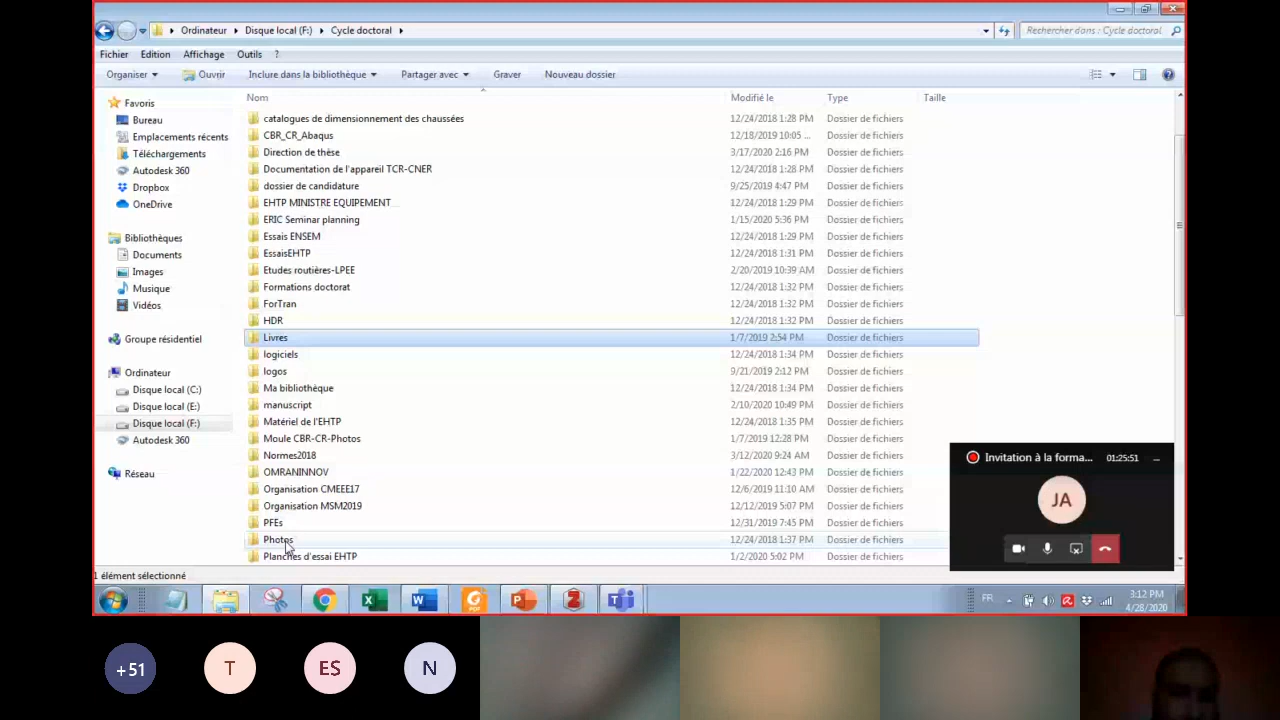 Ordinateur Disque local (F:) Cycle doctoral
Rechercher dans : Cycle doctoral
Fichier Edition Affichage Outils ?
Organiser Ouvrir Inclure dans la bibliothèque Partager avec Graver Nouveau dossier
Nom Modifié le Type Taille
Favoris
Bureau
Emplacements récents
Téléchargements
Autodesk 360
Dropbox
OneDrive
Bibliothèques
Documents
Images
Musique
Vidéos
Groupe résidentiel
Ordinateur
Disque local (C:)
Disque local (E:)
Disque local (F:)
Autodesk 360
Réseau
catalogues de dimensionnement des chaussées 12/24/2018 1:28 PM Dossier de fichiers
CBR_CR_Abaqus 12/18/2019 10:05 ... Dossier de fichiers
Direction de thèse 3/17/2020 2:16 PM Dossier de fichiers
Documentation de l'appareil TCR-CNER 12/24/2018 1:28 PM Dossier de fichiers
dossier de candidature 9/25/2019 4:47 PM Dossier de fichiers
EHTP MINISTRE EQUIPEMENT 12/24/2018 1:29 PM Dossier de fichiers
ERIC Seminar planning 1/15/2020 5:36 PM Dossier de fichiers
Essais ENSEM 12/24/2018 1:29 PM Dossier de fichiers
EssaisEHTP 12/24/2018 1:31 PM Dossier de fichiers
Etudes routières-LPEE 2/20/2019 10:39 AM Dossier de fichiers
Formations doctorat 12/24/2018 1:32 PM Dossier de fichiers
ForTran 12/24/2018 1:32 PM Dossier de fichiers
HDR 12/24/2018 1:32 PM Dossier de fichiers
Livres 1/7/2019 2:54 PM Dossier de fichiers
logiciels 12/24/2018 1:34 PM Dossier de fichiers
logos 9/21/2019 2:12 PM Dossier de fichiers
Ma bibliothèque 12/24/2018 1:34 PM Dossier de fichiers
manuscript 2/10/2020 10:49 PM Dossier de fichiers
Matériel de l'EHTP 12/24/2018 1:35 PM Dossier de fichiers
Moule CBR-CR-Photos 1/7/2019 12:28 PM Dossier de fichiers
Normes2018 3/12/2020 9:24 AM Dossier de fichiers
OMRANINNOV 1/22/2020 12:43 PM Dossier de fichiers
Organisation CMEEE17 12/6/2019 11:10 AM Dossier de fichiers
Organisation MSM2019 12/12/2019 5:07 PM Dossier de fichiers
PFEs 12/31/2019 7:45 PM Dossier de fichiers
Photos 12/24/2018 1:37 PM Dossier de fichiers
Planches d'essai EHTP 1/2/2020 5:02 PM Dossier de fichiers
Invitation à la forma... 01:25:51
JA
1 élément sélectionné
FR
3:12 PM
4/28/2020
+51 T ES N